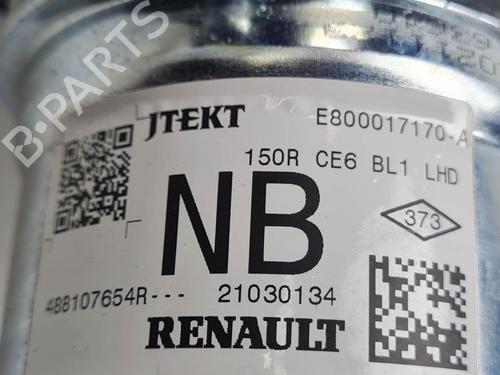 JTEKT E800017170-A
150R CE6 BL1 LHD
NB
373
488107654R--- 21030134
RENAULT
B-PARTS